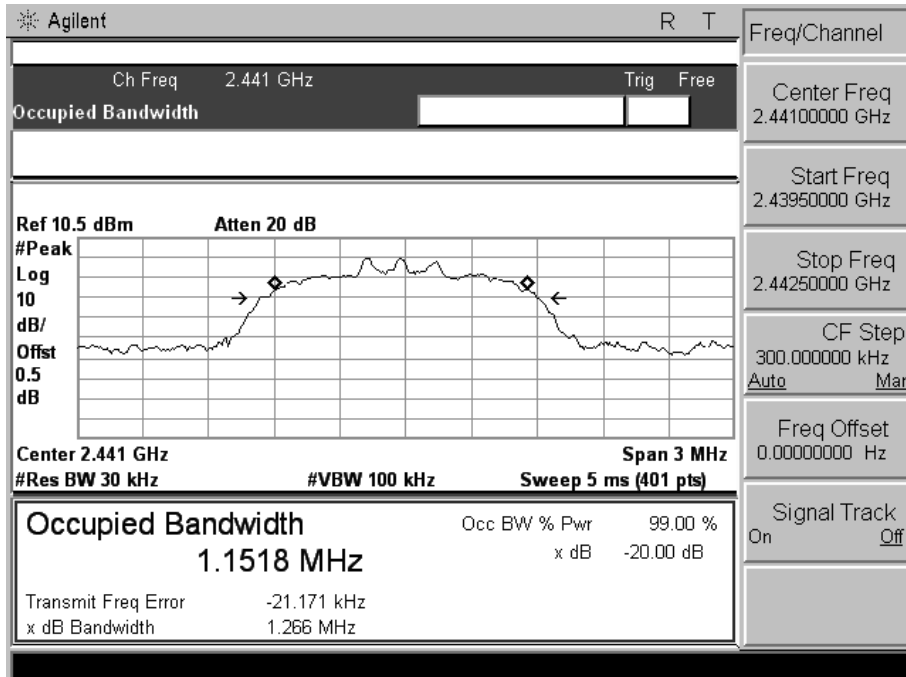 Agilent
R T
Freq/Channel
Ch Freq 2.441 GHz
Trig Free
Occupied Bandwidth
Center Freq
2.44100000 GHz
Start Freq
2.43950000 GHz
Stop Freq
2.44250000 GHz
CF Step
300.000000 kHz
Auto Man
Freq Offset
0.00000000 Hz
Signal Track
On Off
Ref 10.5 dBm
Atten 20 dB
#Peak
Log
10
dB/
Offst
0.5
dB
Center 2.441 GHz
Span 3 MHz
#Res BW 30 kHz
#VBW 100 kHz
Sweep 5 ms (401 pts)
Occupied Bandwidth
1.1518 MHz
Occ BW % Pwr 99.00 %
x dB -20.00 dB
Transmit Freq Error -21.171 kHz
x dB Bandwidth 1.266 MHz